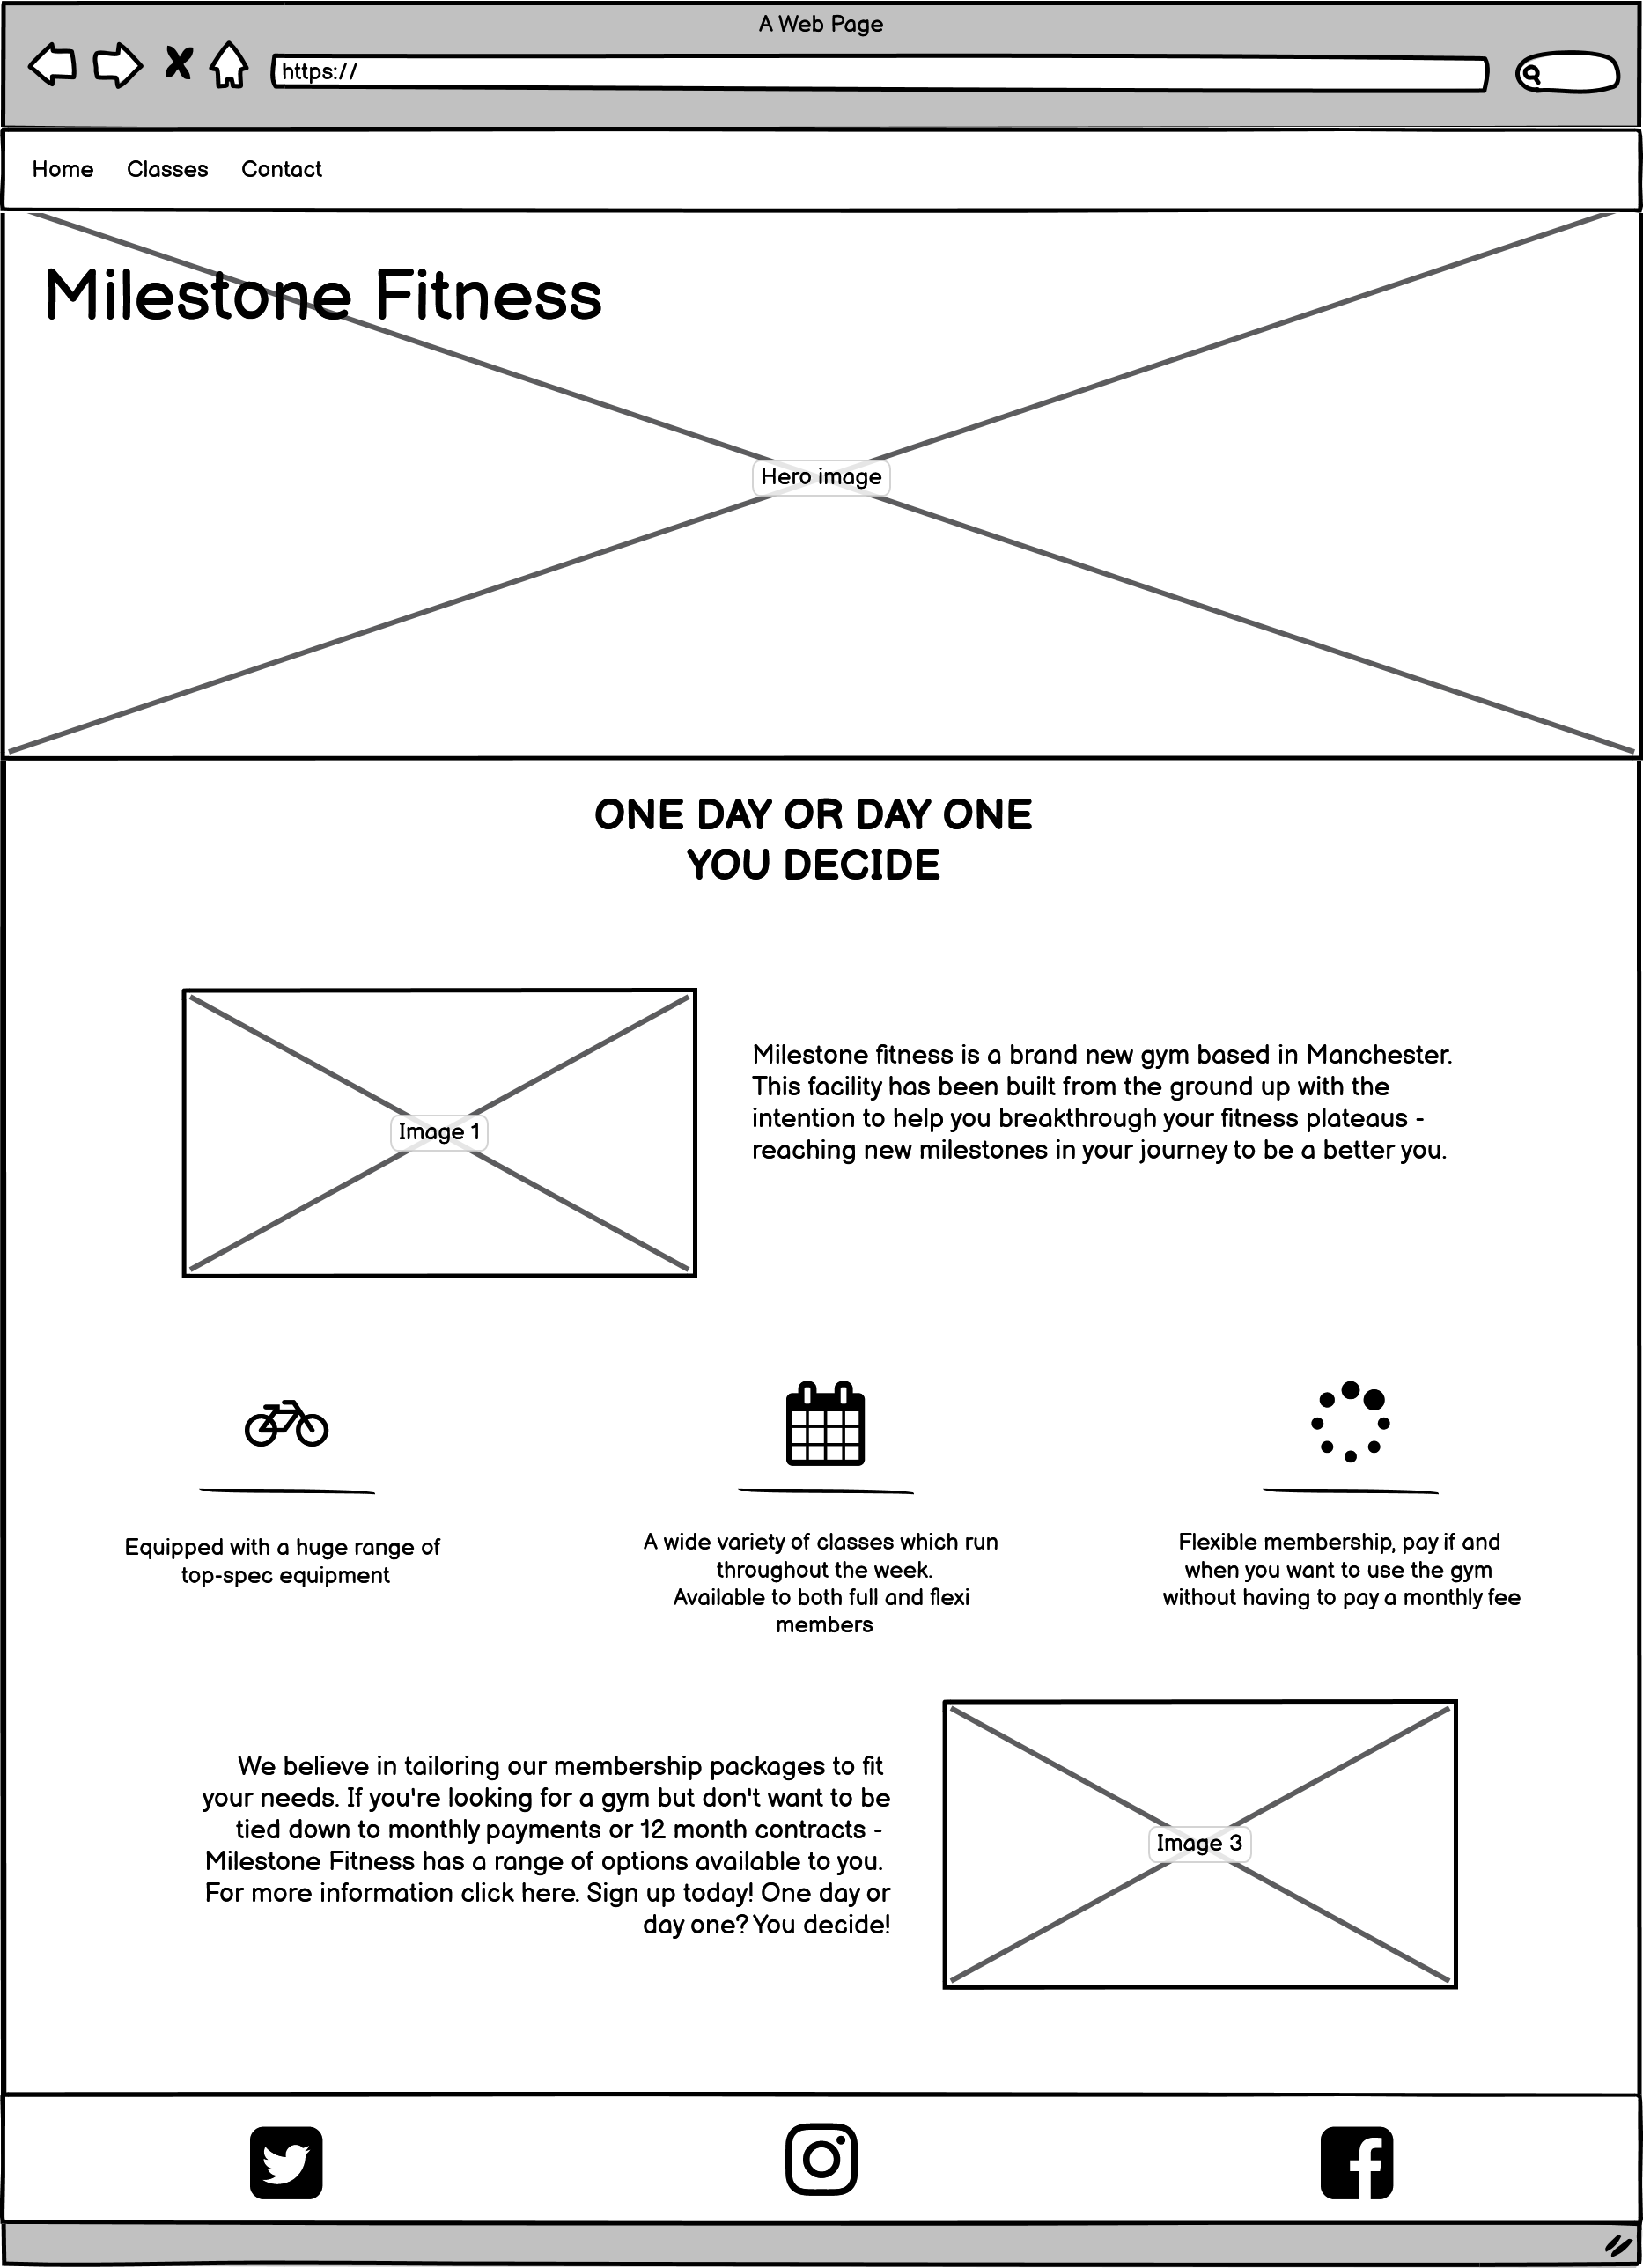 A Web Page
https://
Home Classes Contact
Milestone Fitness
Hero image
ONE DAY OR DAY ONE
YOU DECIDE
Image 1
Milestone fitness is a brand new gym based in Manchester.
This facility has been built from the ground up with the
intention to help you breakthrough your fitness plateaus -
reaching new milestones in your journey to be a better you.
Equipped with a huge range of
top-spec equipment
A wide variety of classes which run
throughout the week.
Available to both full and flexi
members
Flexible membership, pay if and
when you want to use the gym
without having to pay a monthly fee
We believe in tailoring our membership packages to fit
your needs. If you're looking for a gym but don't want to be
tied down to monthly payments or 12 month contracts -
Milestone Fitness has a range of options available to you.
For more information click here. Sign up today! One day or
day one? You decide!
Image 3